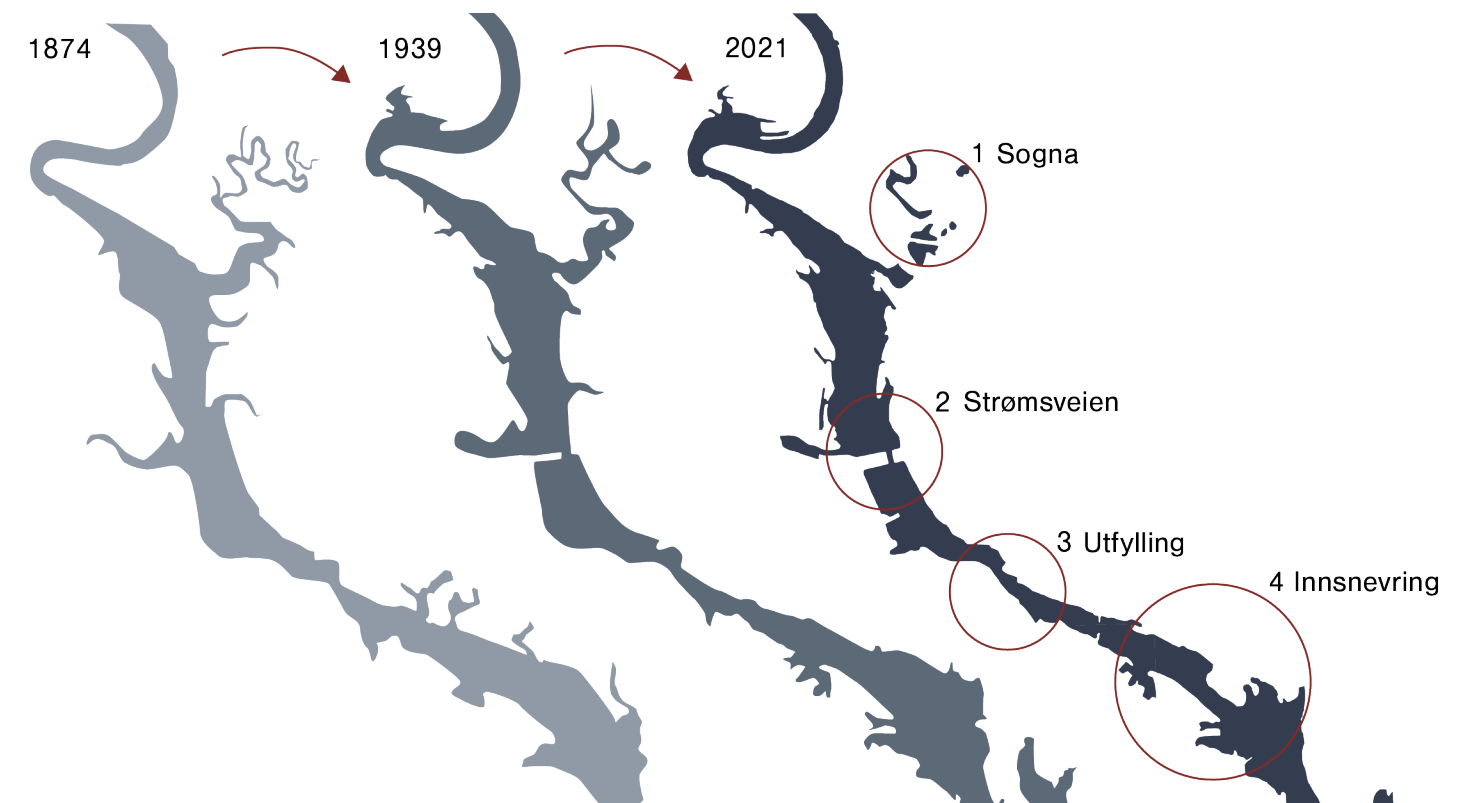 1874
1939
2021
1 Sogna
2 Strømsveien
3 Utfylling
4 Innsnevring